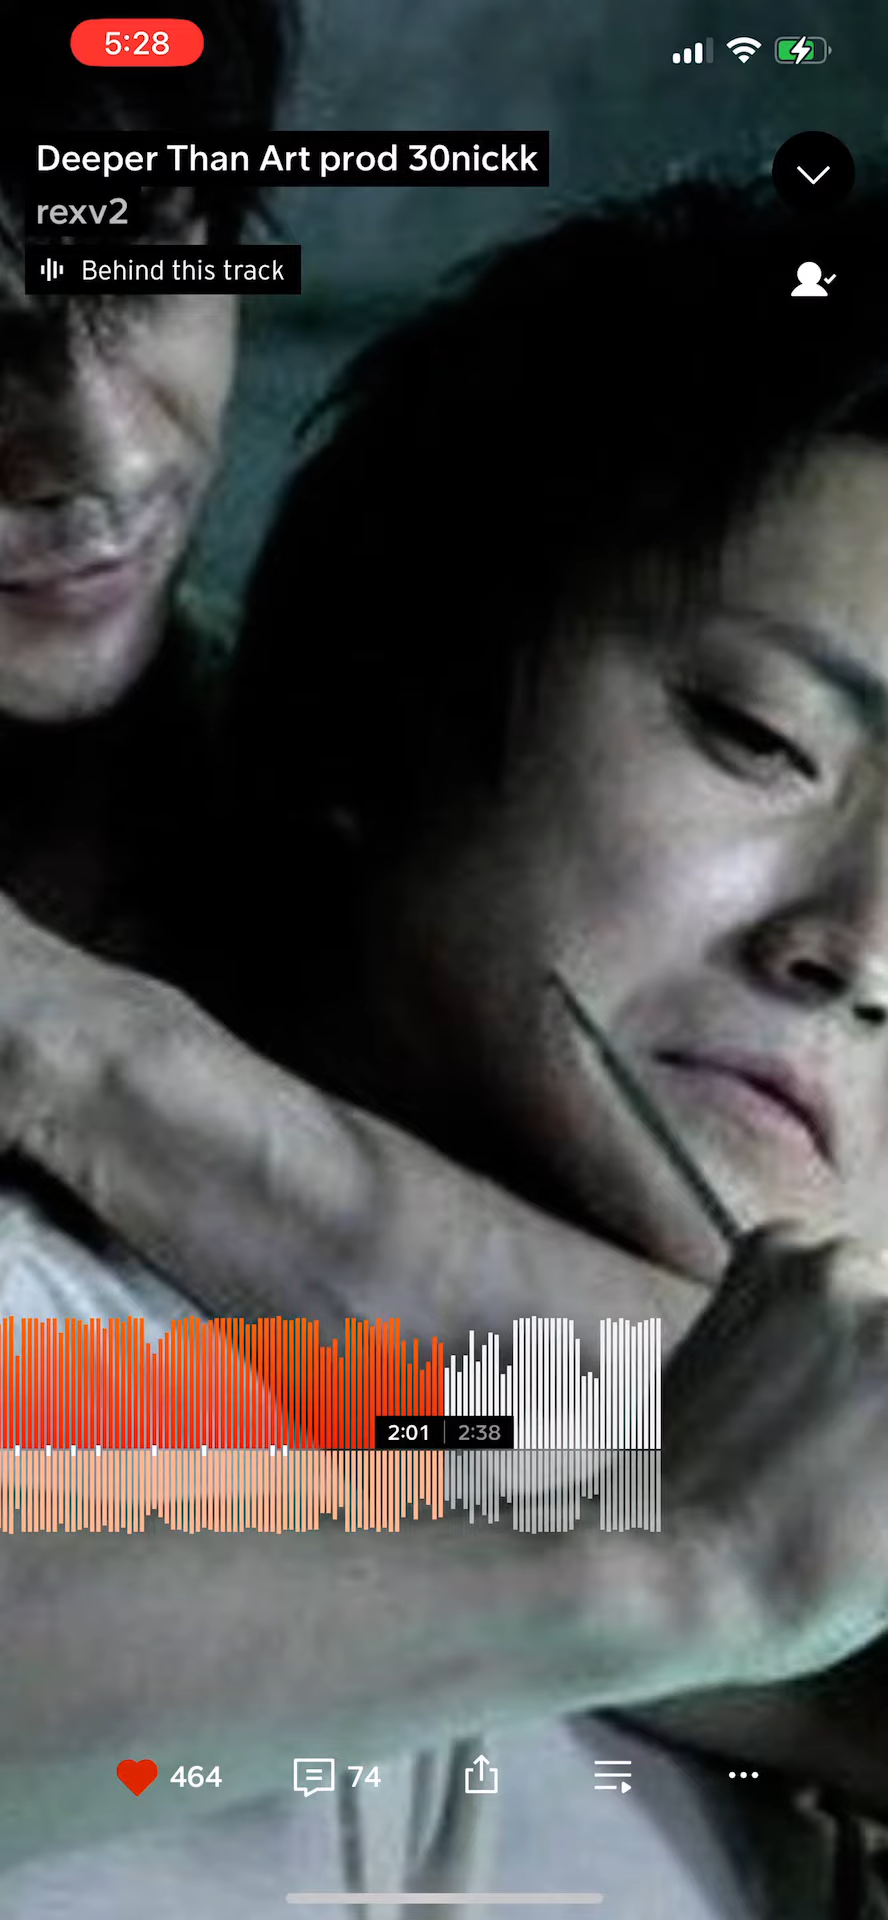 5:28
Deeper Than Art prod 30nickk
rexv2
Behind this track
2:01 | 2:38
464
74